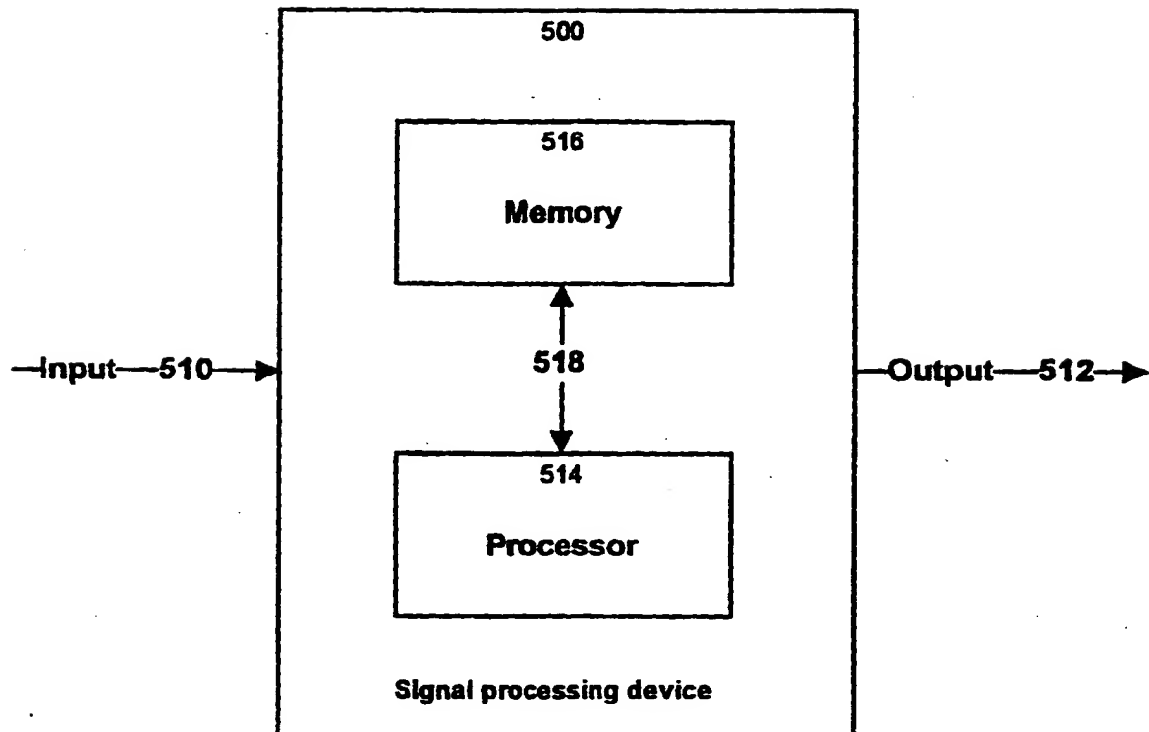 500
516
Memory
Input 510
518
Output 512
514
Processor
Signal processing device